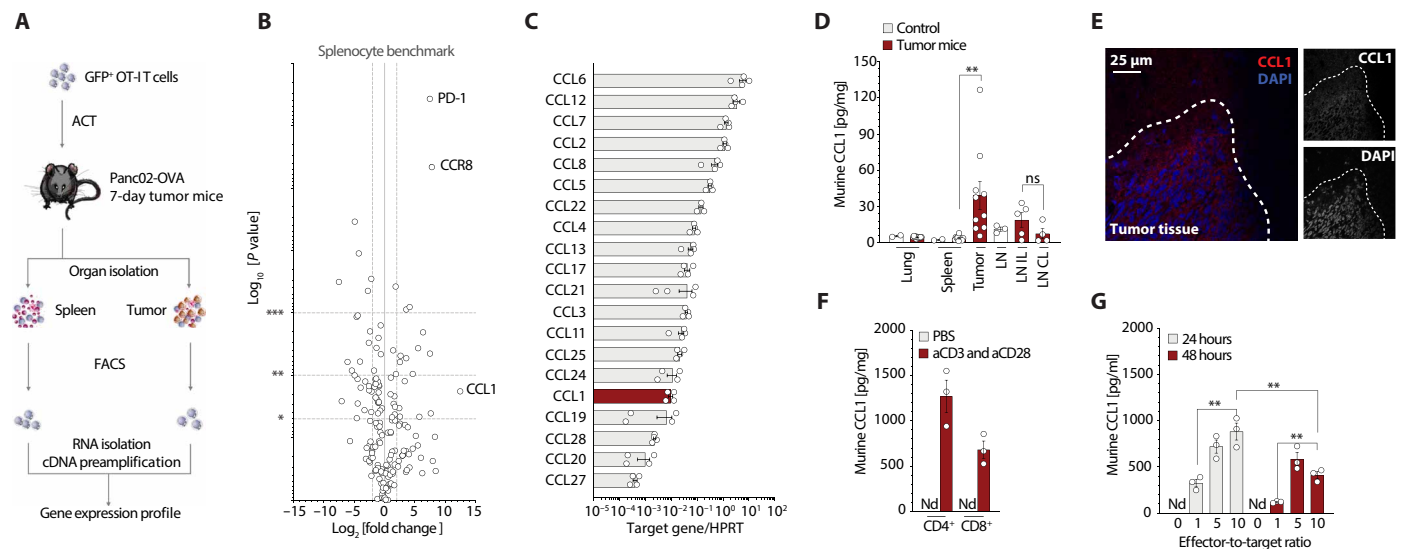 A
GFP+ OT-I T cells
ACT
Panc02-OVA
7-day tumor mice
Organ isolation
Spleen
Tumor
FACS
RNA isolation
cDNA preamplification
Gene expression profile
B
Splenocyte benchmark
PD-1
CCR8
CCL1
***
**
*
Log10 [P value]
−15 −10 −5 0 5 10 15
Log2 [fold change ]
C
CCL6
CCL12
CCL7
CCL2
CCL8
CCL5
CCL22
CCL4
CCL13
CCL17
CCL21
CCL3
CCL11
CCL25
CCL24
CCL1
CCL19
CCL28
CCL20
CCL27
10−5 10−4 10−3 10−2 10−1 100 101 102
Target gene/HPRT
D
Control
Tumor mice
Murine CCL1 [pg/mg]
150
120
90
60
30
0
**
ns
Lung
Spleen
Tumor
LN
LN IL
LN CL
E
25 µm
CCL1
DAPI
Tumor tissue
CCL1
DAPI
F
PBS
aCD3 and aCD28
Murine CCL1 [pg/mg]
2000
1500
1000
500
0
Nd
Nd
CD4+
CD8+
G
24 hours
48 hours
Murine CCL1 [pg/ml]
2000
1500
1000
500
0
**
**
**
Nd
Nd
0 1 5 10 0 1 5 10
Effector-to-target ratio